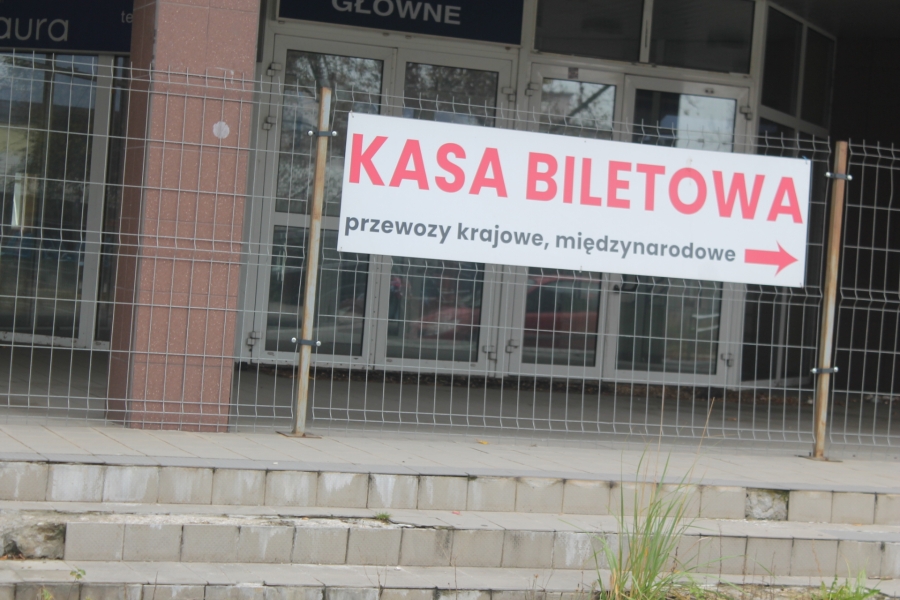 GŁÓWNE
KASA BILETOWA
przewozy krajowe, międzynarodowe